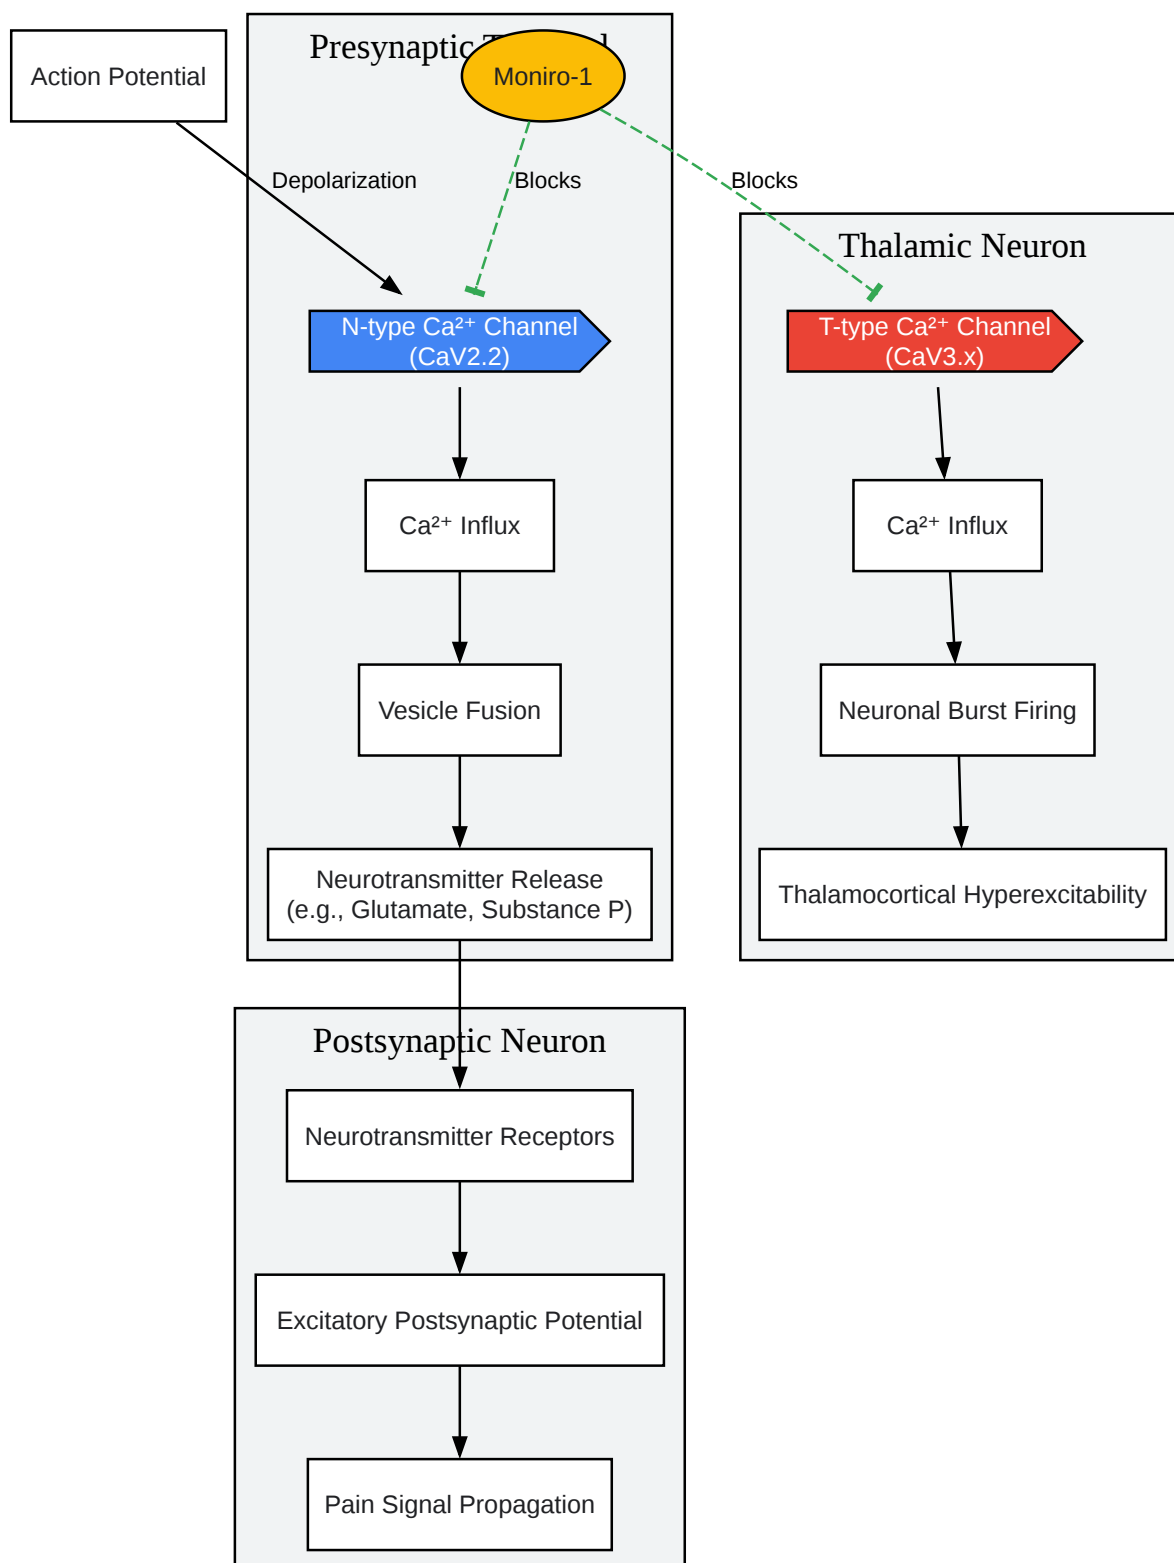 Presynaptic
Action Potential
Moniro-1
Depolarization
Blocks
Blocks
Thalamic Neuron
N-type Ca²⁺ Channel
(CaV2.2)
T-type Ca²⁺ Channel
(CaV3.x)
Ca²⁺ Influx
Ca²⁺ Influx
Vesicle Fusion
Neuronal Burst Firing
Neurotransmitter Release
(e.g., Glutamate, Substance P)
Thalamocortical Hyperexcitability
Postsynaptic Neuron
Neurotransmitter Receptors
Excitatory Postsynaptic Potential
Pain Signal Propagation